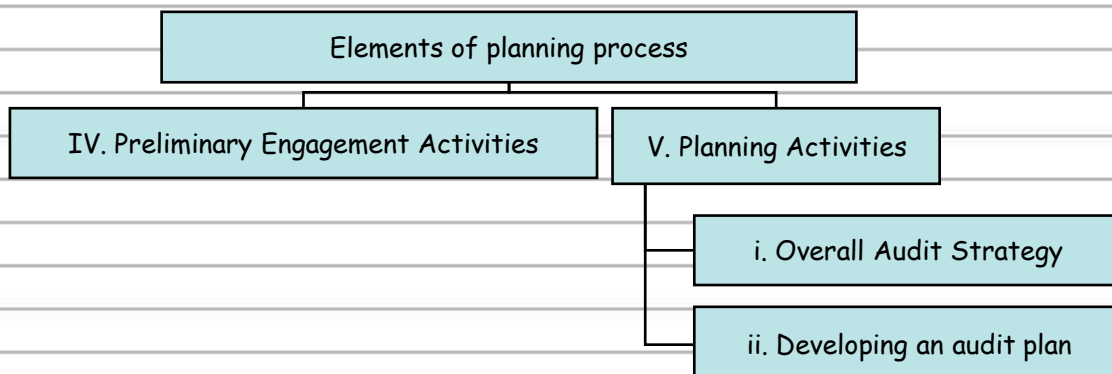 Elements of planning process
IV. Preliminary Engagement Activities
V. Planning Activities
i. Overall Audit Strategy
ii. Developing an audit plan